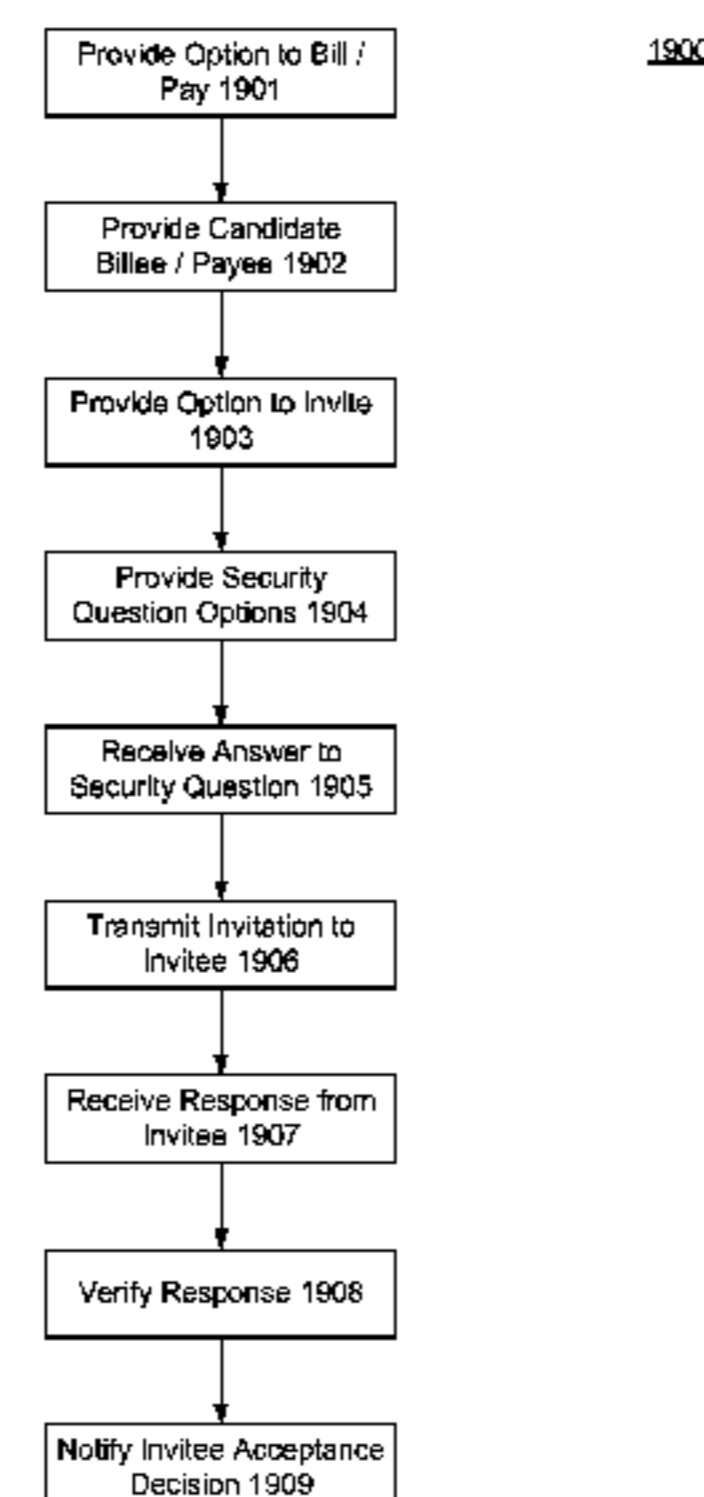 Provide Option to Bill /
Pay 1901
1900
Provide Candidate
Billee / Payee 1902
Provide Option to Invite
1903
Provide Security
Question Options 1904
Receive Answer to
Security Question 1905
Transmit Invitation to
Invitee 1906
Receive Response from
Invitee 1907
Verify Response 1908
Notify Invitee Acceptance
Decision 1909